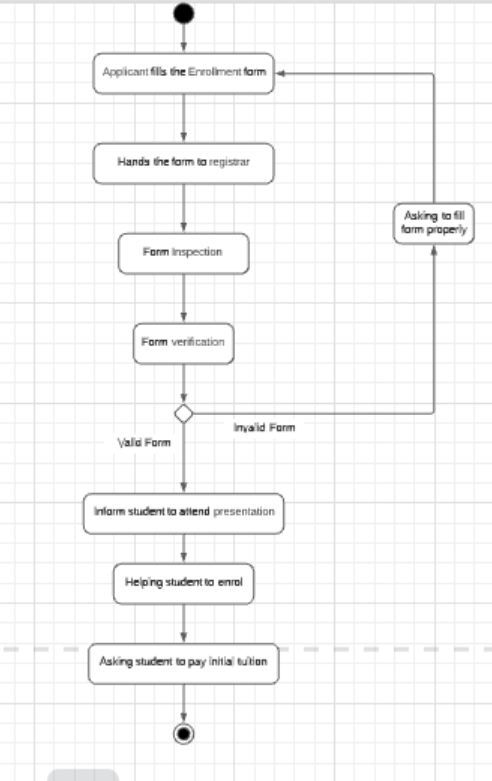 Applicant fills the Enrollment form
Hands the form to registrar
Asking to fill
form properly
Form Inspection
Form verification
Invalid Form
Valid Form
Inform student to attend presentation
Helping student to enrol
Asking student to pay initial tuition